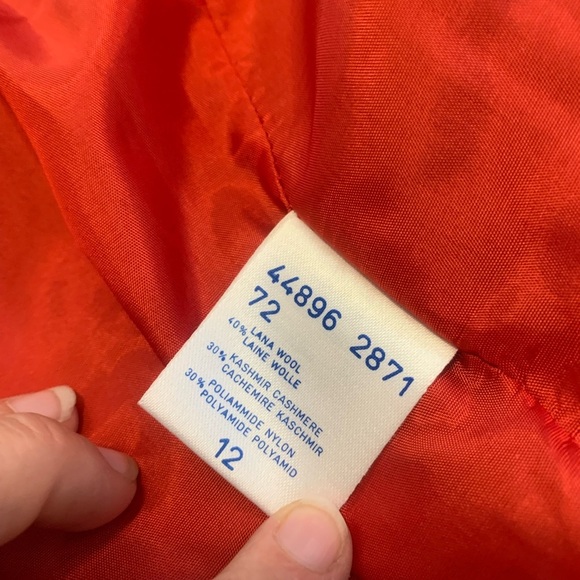 44896 2871
72
40% LANA WOOL
LAINE WOLLE
30% KASHMIR CASHMERE
CACHEMIRE KASCHMIR
30% POLIAMMIDE NYLON
POLYAMIDE POLYAMID
12